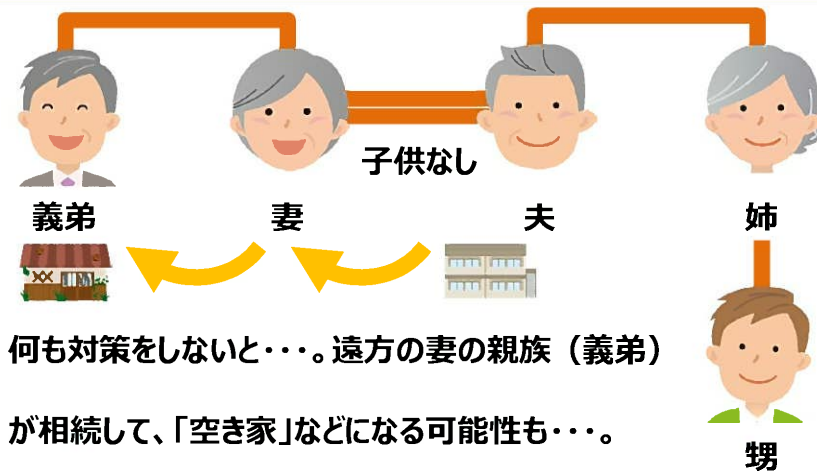 子供なし
義弟
妻
夫
姉
何も対策をしないと・・・。遠方の妻の親族（義弟）
が相続して、「空き家」などになる可能性も・・・。
甥